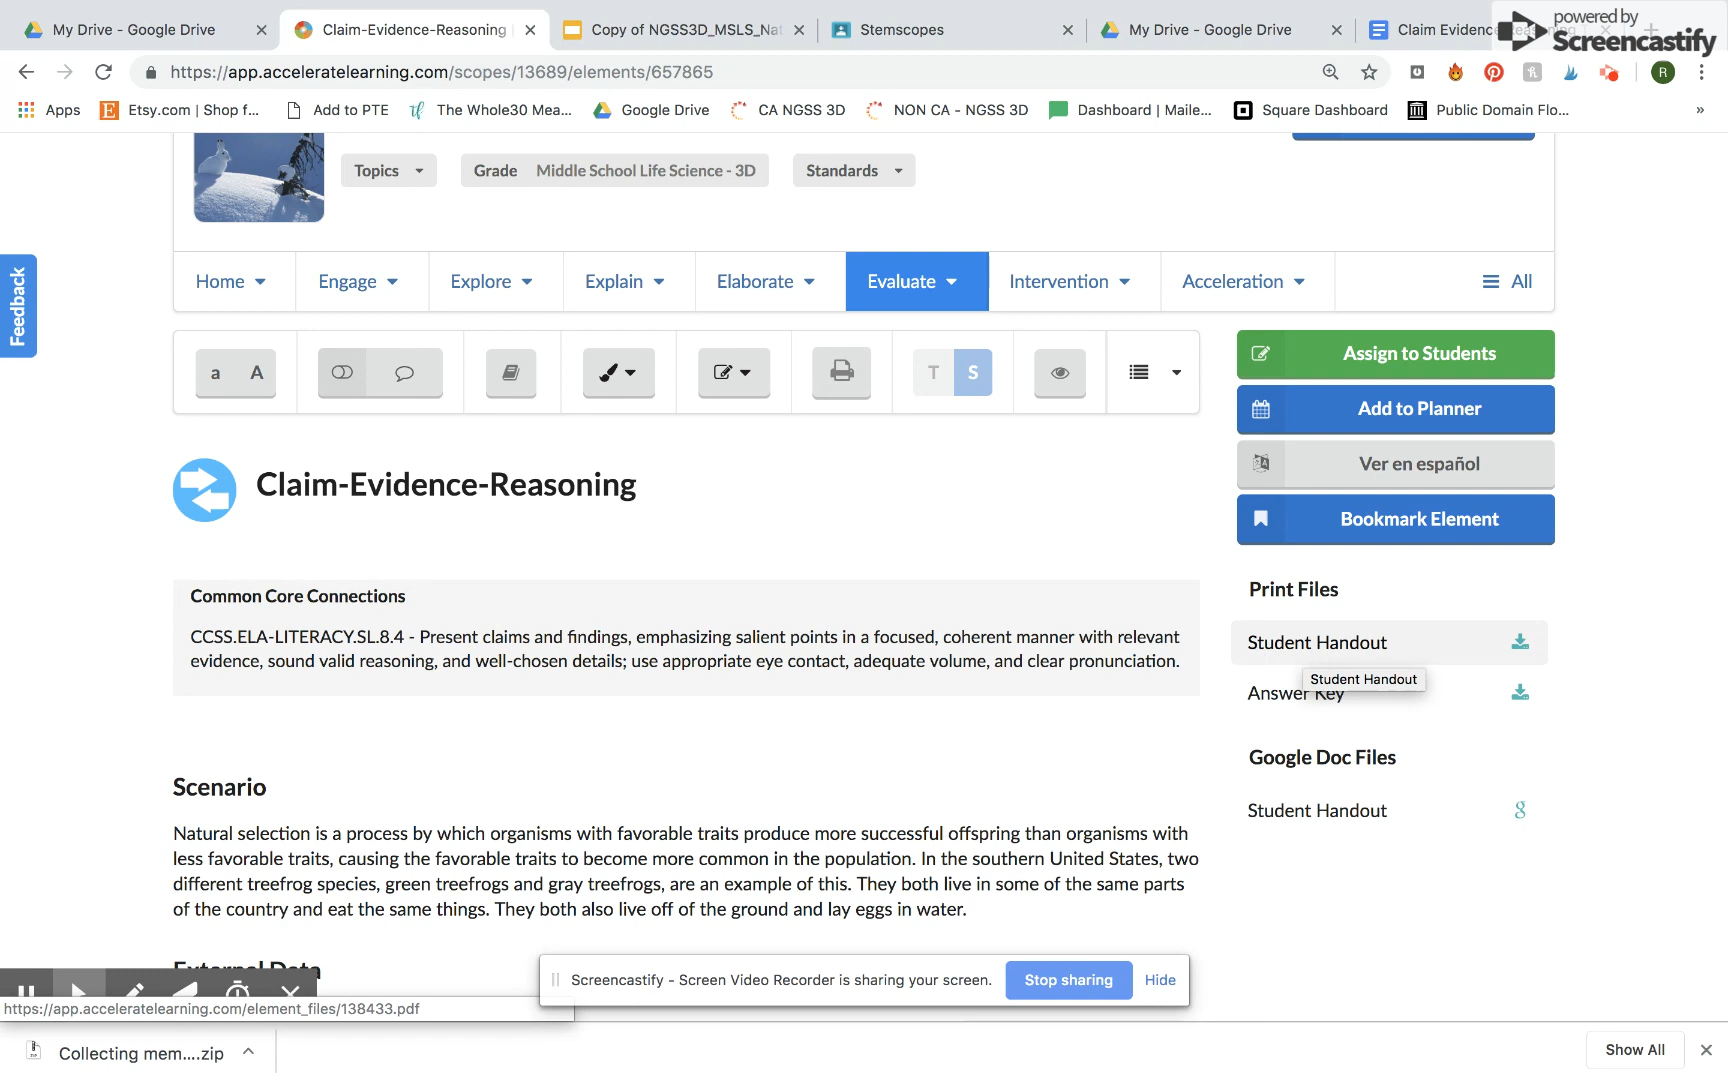 My Drive - Google Drive
Claim-Evidence-Reasoning
Copy of NGSS3D_MSLS_Nat
Stemscopes
My Drive - Google Drive
Claim Evidence
powered by
Screencastify
https://app.acceleratelearning.com/scopes/13689/elements/657865
R
Apps
Etsy.com | Shop f...
Add to PTE
The Whole30 Mea...
Google Drive
CA NGSS 3D
NON CA - NGSS 3D
Dashboard | Maile...
Square Dashboard
Public Domain Flo...
»
Topics
Grade Middle School Life Science - 3D
Standards
Feedback
Home
Engage
Explore
Explain
Elaborate
Evaluate
Intervention
Acceleration
All
a A
T S
Assign to Students
Add to Planner
Ver en español
Bookmark Element
Claim-Evidence-Reasoning
Common Core Connections
CCSS.ELA-LITERACY.SL.8.4 - Present claims and findings, emphasizing salient points in a focused, coherent manner with relevant
evidence, sound valid reasoning, and well-chosen details; use appropriate eye contact, adequate volume, and clear pronunciation.
Print Files
Student Handout
Student Handout
Answer Key
Google Doc Files
Student Handout
Scenario
Natural selection is a process by which organisms with favorable traits produce more successful offspring than organisms with
less favorable traits, causing the favorable traits to become more common in the population. In the southern United States, two
different treefrog species, green treefrogs and gray treefrogs, are an example of this. They both live in some of the same parts
of the country and eat the same things. They both also live off of the ground and lay eggs in water.
External Data
Screencastify - Screen Video Recorder is sharing your screen.
Stop sharing
Hide
https://app.acceleratelearning.com/element_files/138433.pdf
Collecting mem....zip
Show All